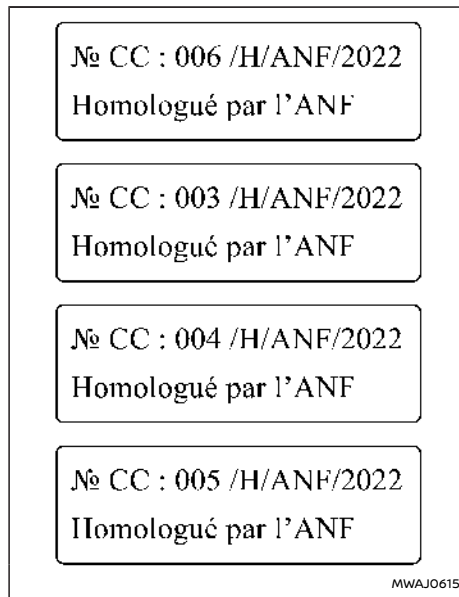 № CC : 006 /H/ANF/2022
Homologué par l’ANF
№ CC : 003 /H/ANF/2022
Homologué par l’ANF
№ CC : 004 /H/ANF/2022
Homologué par l’ANF
№ CC : 005 /H/ANF/2022
Homologué par l’ANF
MWAJ0615